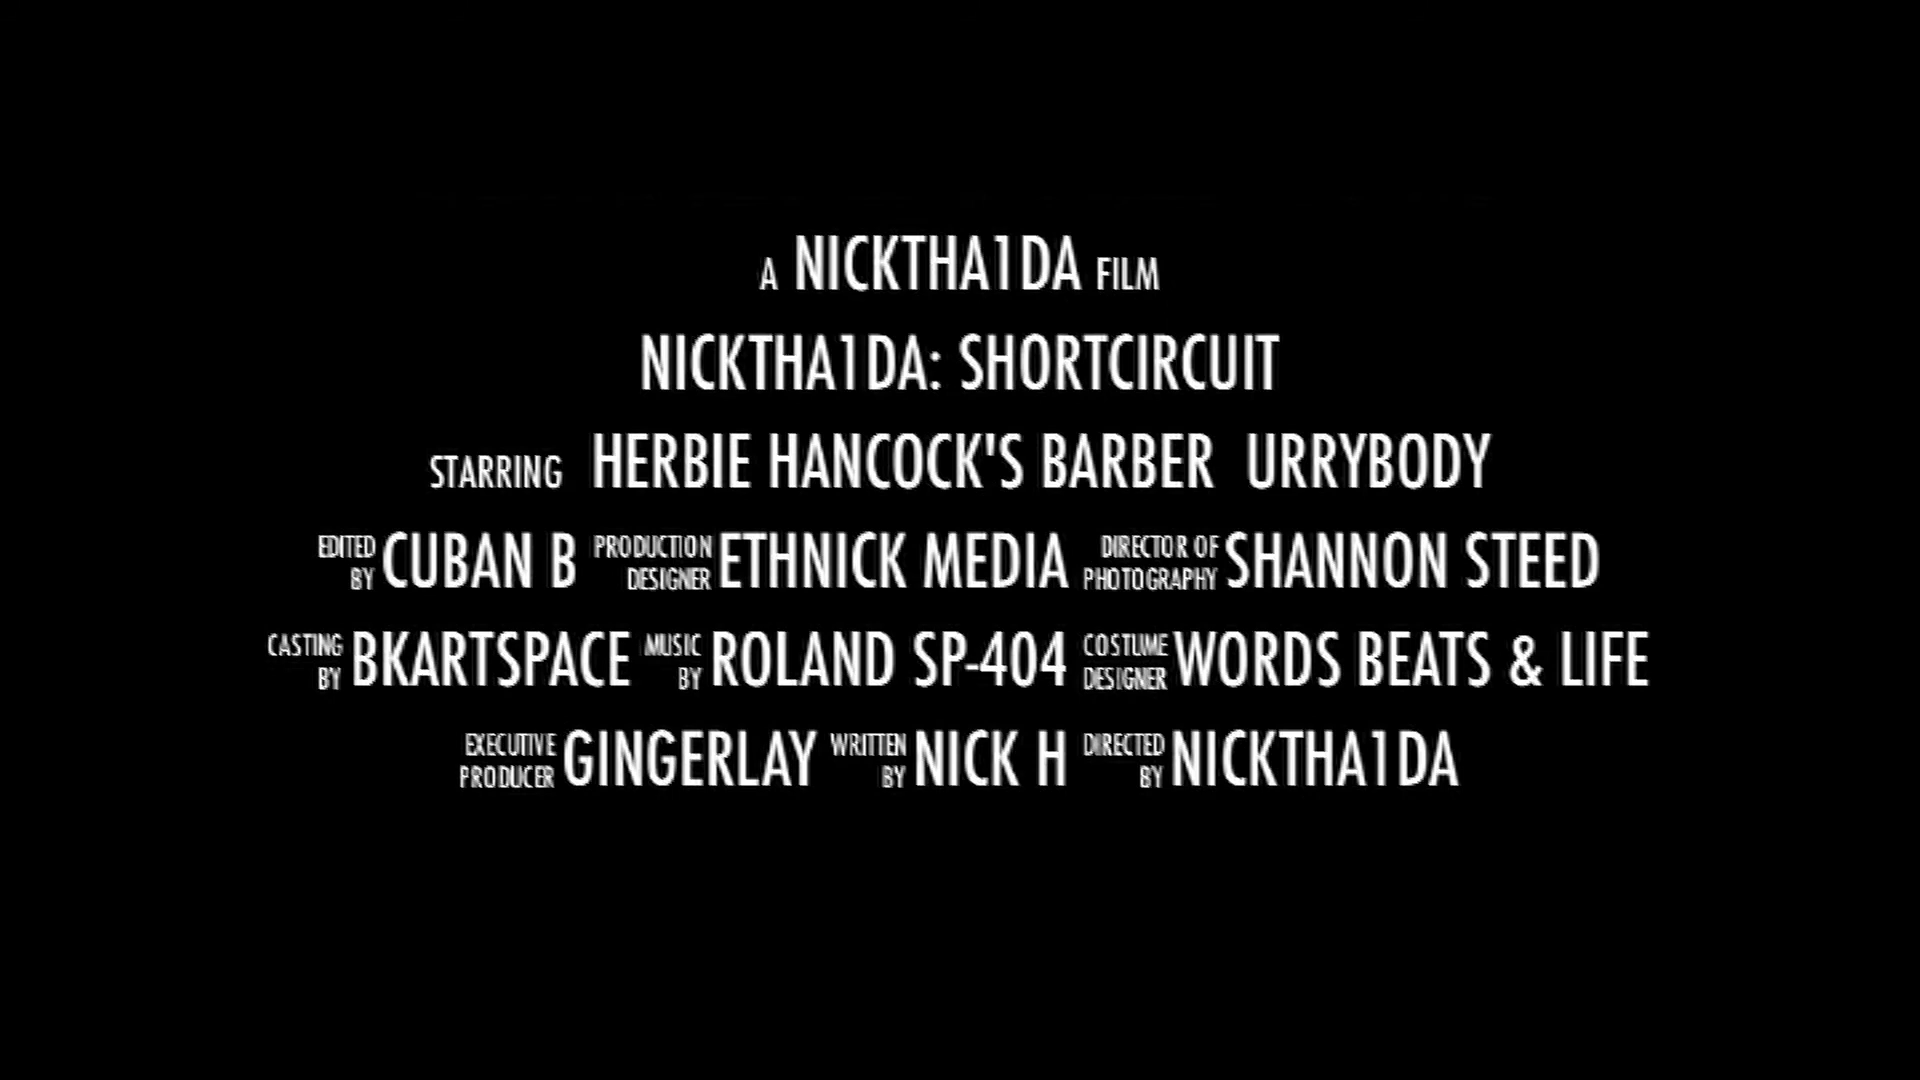 A NICKTHA1DA FILM
NICKTHA1DA: SHORTCIRCUIT
STARRING HERBIE HANCOCK'S BARBER URRYBODY
EDITED BY CUBAN B PRODUCTION DESIGNER ETHNICK MEDIA DIRECTOR OF PHOTOGRAPHY SHANNON STEED
CASTING BY BKARTSPACE MUSIC BY ROLAND SP-404 COSTUME DESIGNER WORDS BEATS & LIFE
EXECUTIVE PRODUCER GINGERLAY WRITTEN BY NICK H DIRECTED BY NICKTHA1DA